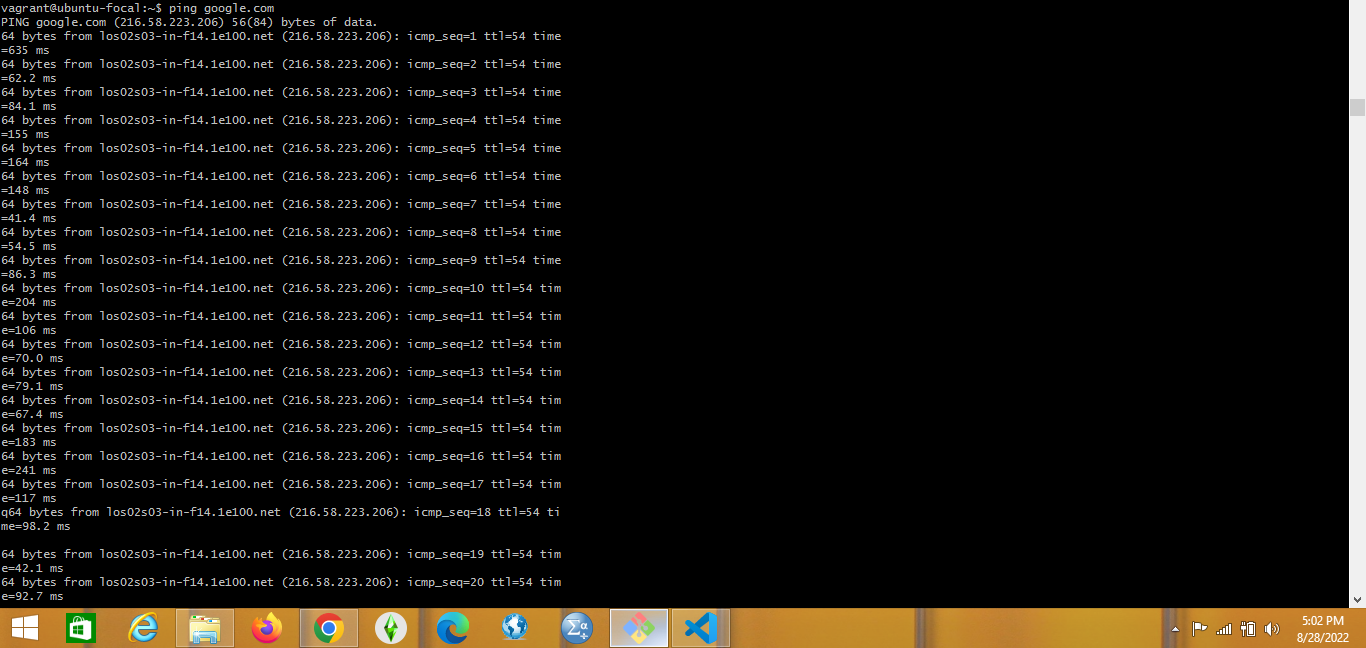 vagrant@ubuntu-focal:~$ ping google.com
PING google.com (216.58.223.206) 56(84) bytes of data.
64 bytes from los02s03-in-f14.1e100.net (216.58.223.206): icmp_seq=1 ttl=54 time
=635 ms
64 bytes from los02s03-in-f14.1e100.net (216.58.223.206): icmp_seq=2 ttl=54 time
=62.2 ms
64 bytes from los02s03-in-f14.1e100.net (216.58.223.206): icmp_seq=3 ttl=54 time
=84.1 ms
64 bytes from los02s03-in-f14.1e100.net (216.58.223.206): icmp_seq=4 ttl=54 time
=155 ms
64 bytes from los02s03-in-f14.1e100.net (216.58.223.206): icmp_seq=5 ttl=54 time
=164 ms
64 bytes from los02s03-in-f14.1e100.net (216.58.223.206): icmp_seq=6 ttl=54 time
=148 ms
64 bytes from los02s03-in-f14.1e100.net (216.58.223.206): icmp_seq=7 ttl=54 time
=41.4 ms
64 bytes from los02s03-in-f14.1e100.net (216.58.223.206): icmp_seq=8 ttl=54 time
=54.5 ms
64 bytes from los02s03-in-f14.1e100.net (216.58.223.206): icmp_seq=9 ttl=54 time
=86.3 ms
64 bytes from los02s03-in-f14.1e100.net (216.58.223.206): icmp_seq=10 ttl=54 tim
e=204 ms
64 bytes from los02s03-in-f14.1e100.net (216.58.223.206): icmp_seq=11 ttl=54 tim
e=106 ms
64 bytes from los02s03-in-f14.1e100.net (216.58.223.206): icmp_seq=12 ttl=54 tim
e=70.0 ms
64 bytes from los02s03-in-f14.1e100.net (216.58.223.206): icmp_seq=13 ttl=54 tim
e=79.1 ms
64 bytes from los02s03-in-f14.1e100.net (216.58.223.206): icmp_seq=14 ttl=54 tim
e=67.4 ms
64 bytes from los02s03-in-f14.1e100.net (216.58.223.206): icmp_seq=15 ttl=54 tim
e=183 ms
64 bytes from los02s03-in-f14.1e100.net (216.58.223.206): icmp_seq=16 ttl=54 tim
e=241 ms
64 bytes from los02s03-in-f14.1e100.net (216.58.223.206): icmp_seq=17 ttl=54 tim
e=117 ms
q64 bytes from los02s03-in-f14.1e100.net (216.58.223.206): icmp_seq=18 ttl=54 ti
me=98.2 ms
64 bytes from los02s03-in-f14.1e100.net (216.58.223.206): icmp_seq=19 ttl=54 tim
e=42.1 ms
64 bytes from los02s03-in-f14.1e100.net (216.58.223.206): icmp_seq=20 ttl=54 tim
e=92.7 ms
5:02 PM
8/28/2022